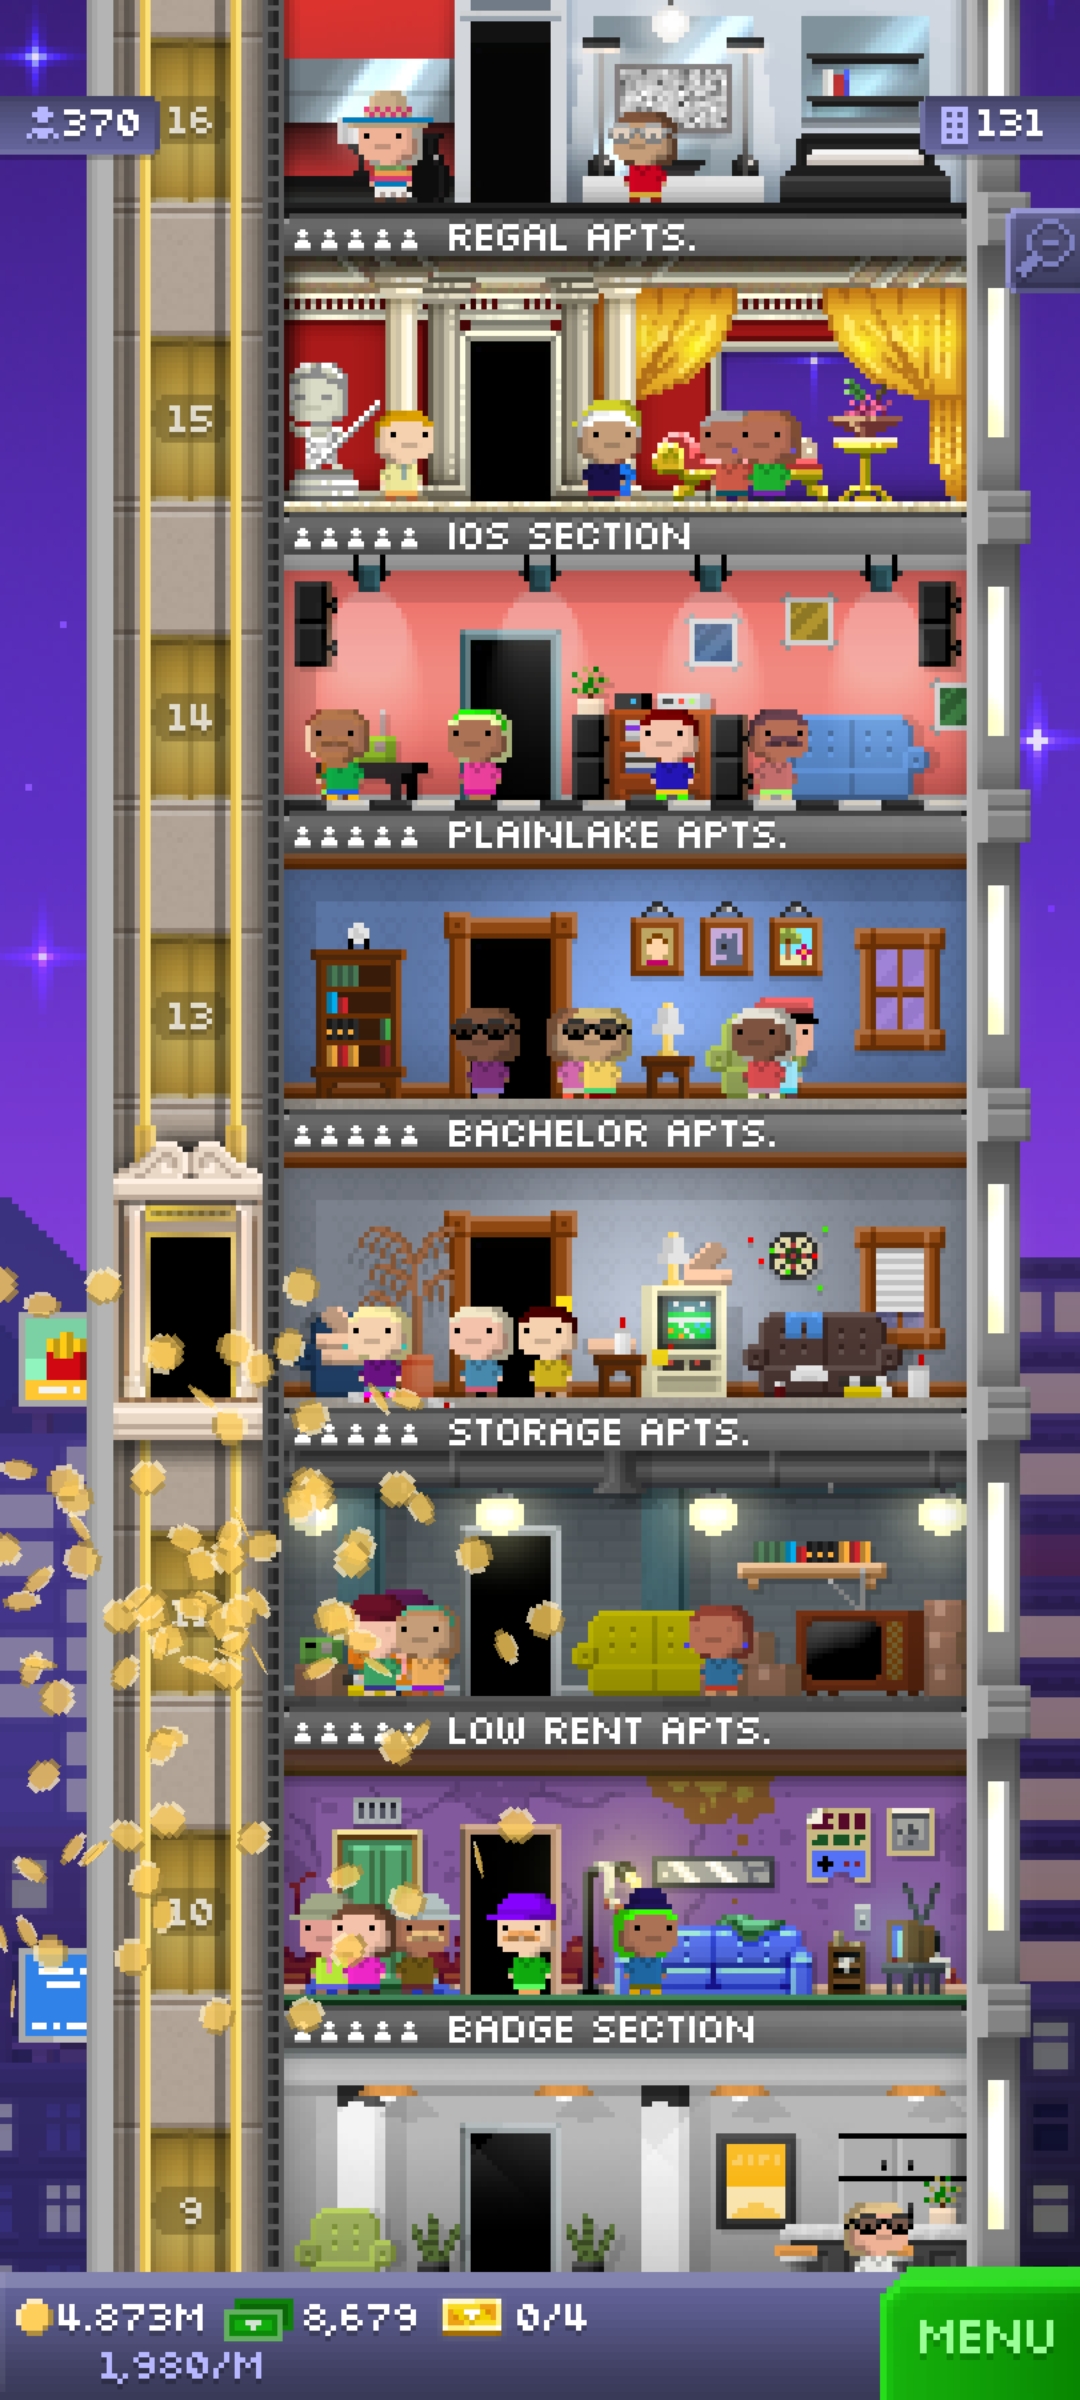 370
16
131
REGAL APTS.
15
IOS SECTION
14
PLAINLAKE APTS.
13
BACHELOR APTS.
STORAGE APTS.
11
LOW RENT APTS.
10
BADGE SECTION
9
4.873M 8,679 0/4
1,980/M
MENU